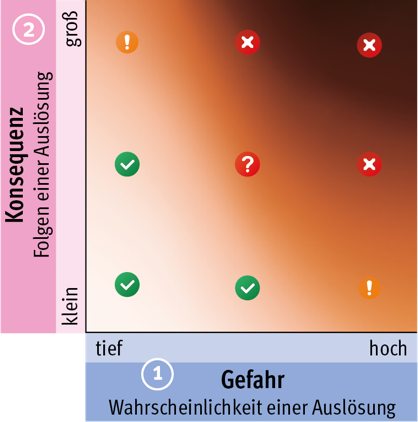 2
Konsequenz
Folgen einer Auslösung
groß
klein
!
?
!
tief
hoch
1
Gefahr
Wahrscheinlichkeit einer Auslösung